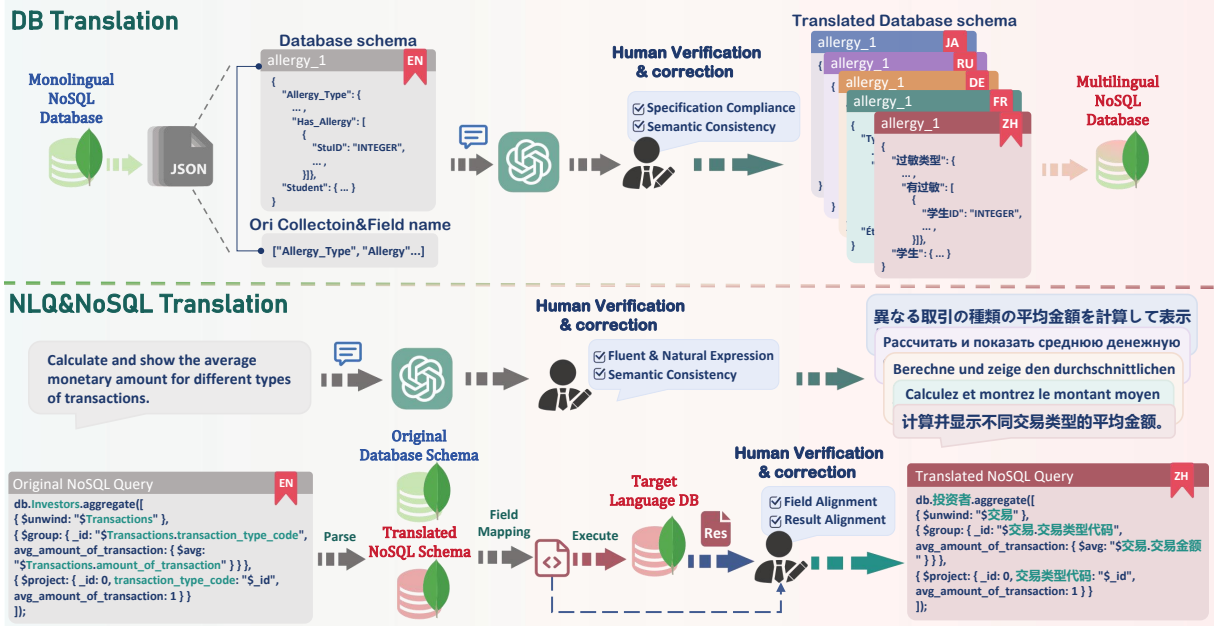 DB Translation
Monolingual
NoSQL
Database
JSON
Database schema
allergy_1
EN
{
"Allergy_Type": {
... ,
"Has_Allergy": [
{
"StuID": "INTEGER",
... ,
}]},
"Student": { ... }
}
Ori Collectoin&Field name
["Allergy_Type", "Allergy"...]
Human Verification
& correction
Specification Compliance
Semantic Consistency
Translated Database schema
allergy_1
JA
{
}
allergy_1
RU
{
}
allergy_1
DE
{
allergy_1
FR
{
"Ty
"Ét
}
allergy_1
ZH
{
"过敏类型": {
... ,
"有过敏": [
{
"学生ID": "INTEGER",
... ,
}]},
"学生": { ... }
}
Multilingual
NoSQL
Database
NLQ&NoSQL Translation
Calculate and show the average
monetary amount for different types
of transactions.
Human Verification
& correction
Fluent & Natural Expression
Semantic Consistency
異なる取引の種類の平均金額を計算して表示
Рассчитать и показать среднюю денежную
Berechne und zeige den durchschnittlichen
Calculez et montrez le montant moyen
计算并显示不同交易类型的平均金额。
Original NoSQL Query
EN
db.Investors.aggregate([
{ $unwind: "$Transactions" },
{ $group: { _id: "$Transactions.transaction_type_code",
avg_amount_of_transaction: { $avg:
"$Transactions.amount_of_transaction" } } },
{ $project: { _id: 0, transaction_type_code: "$_id",
avg_amount_of_transaction: 1 } }
]);
Parse
Original
Database Schema
Translated
NoSQL Schema
Field
Mapping
Execute
Target
Language DB
Res
Human Verification
& correction
Field Alignment
Result Alignment
Translated NoSQL Query
ZH
db.投资者.aggregate([
{ $unwind: "$交易" },
{ $group: { _id: "$交易.交易类型代码",
avg_amount_of_transaction: { $avg: "$交易.交易金额
" } } },
{ $project: { _id: 0, 交易类型代码: "$_id",
avg_amount_of_transaction: 1 } }
]);